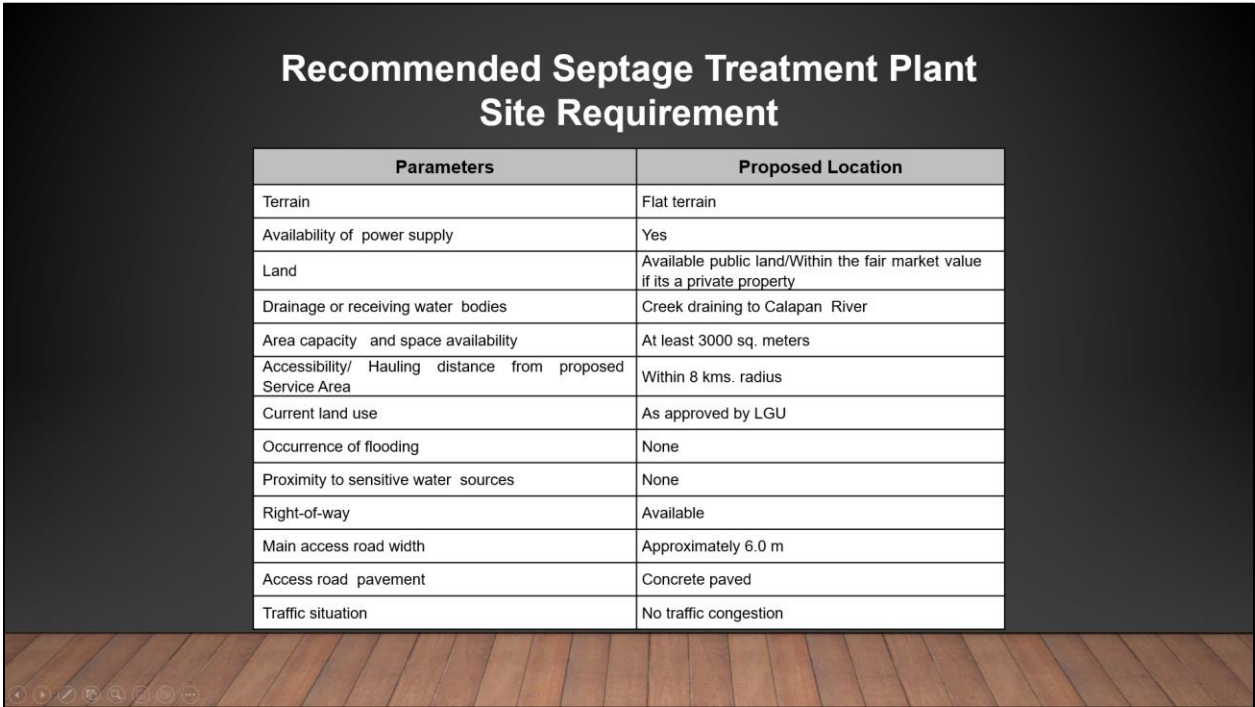 Recommended Septage Treatment Plant
Site Requirement
Parameters
Proposed Location
Terrain
Flat terrain
Availability of power supply
Yes
Land
Available public land/Within the fair market value
if its a private property
Drainage or receiving water bodies
Creek draining to Calapan River
Area capacity and space availability
At least 3000 sq. meters
Accessibility/ Hauling distance from proposed
Service Area
Within 8 kms. radius
Current land use
As approved by LGU
Occurrence of flooding
None
Proximity to sensitive water sources
None
Right-of-way
Available
Main access road width
Approximately 6.0 m
Access road pavement
Concrete paved
Traffic situation
No traffic congestion